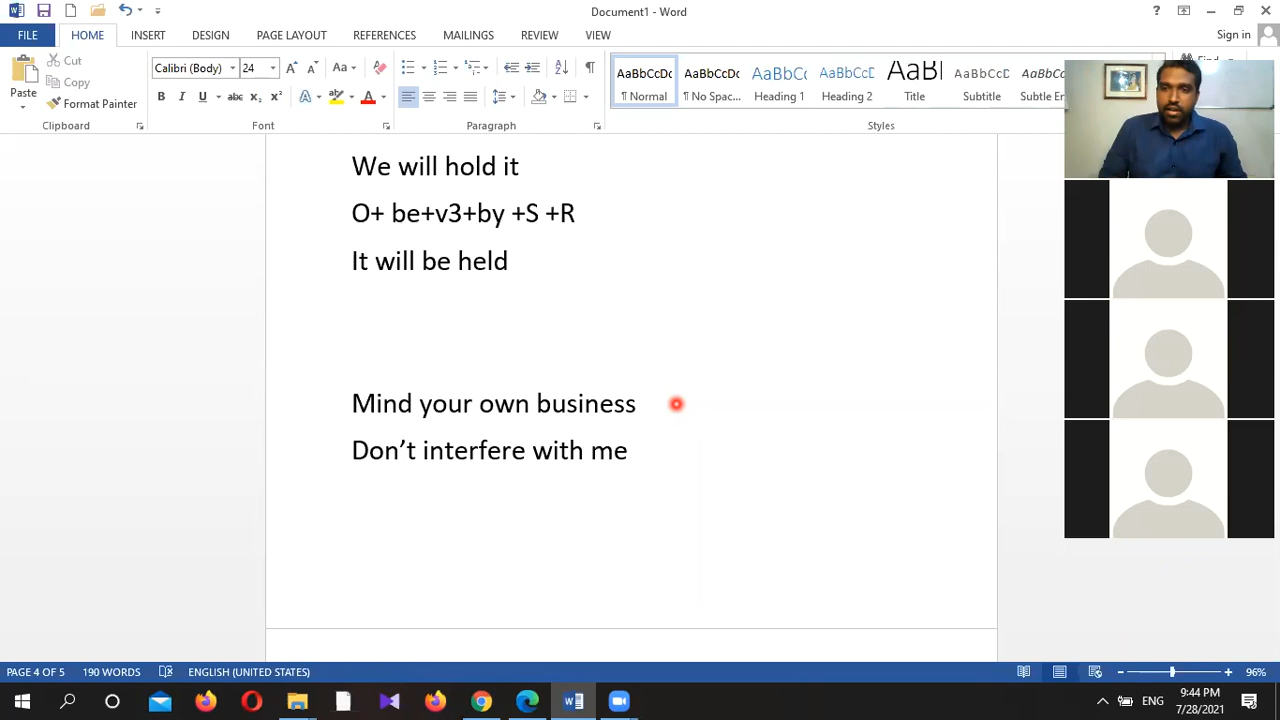 Document1 - Word
Sign in
FILE HOME INSERT DESIGN PAGE LAYOUT REFERENCES MAILINGS REVIEW VIEW
Paste
Cut
Copy
Format Painter
Clipboard
Calibri (Body) 24
Font
Paragraph
AaBbCcDc AaBbCcDc AaBbCc AaBbCcD AaBl AaBbCcD AaBbCcDc
¶ Normal ¶ No Spac... Heading 1 Heading 2 Title Subtitle Subtle Em
Styles
Find
We will hold it
O+ be+v3+by +S +R
It will be held
Mind your own business
Don’t interfere with me
PAGE 4 OF 5 190 WORDS ENGLISH (UNITED STATES) 96%
ENG
9:44 PM
7/28/2021